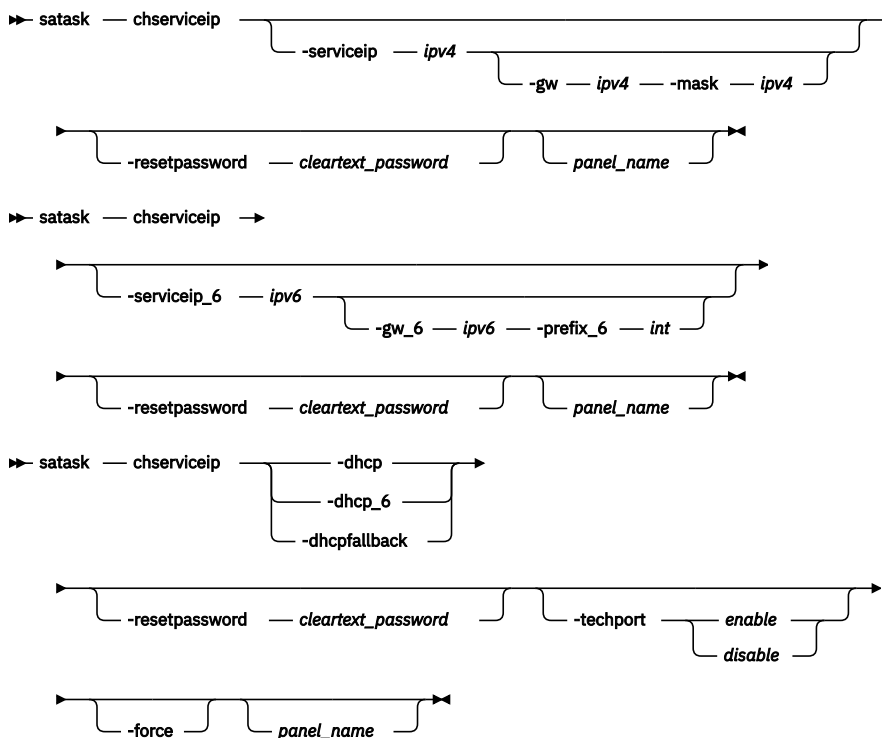 satask chserviceip
-serviceip ipv4
-gw ipv4 -mask ipv4
-resetpassword cleartext_password panel_name
satask chserviceip
-serviceip_6 ipv6
-gw_6 ipv6 -prefix_6 int
-resetpassword cleartext_password panel_name
satask chserviceip -dhcp
-dhcp_6
-dhcpfallback
-resetpassword cleartext_password -techport enable
disable
-force panel_name